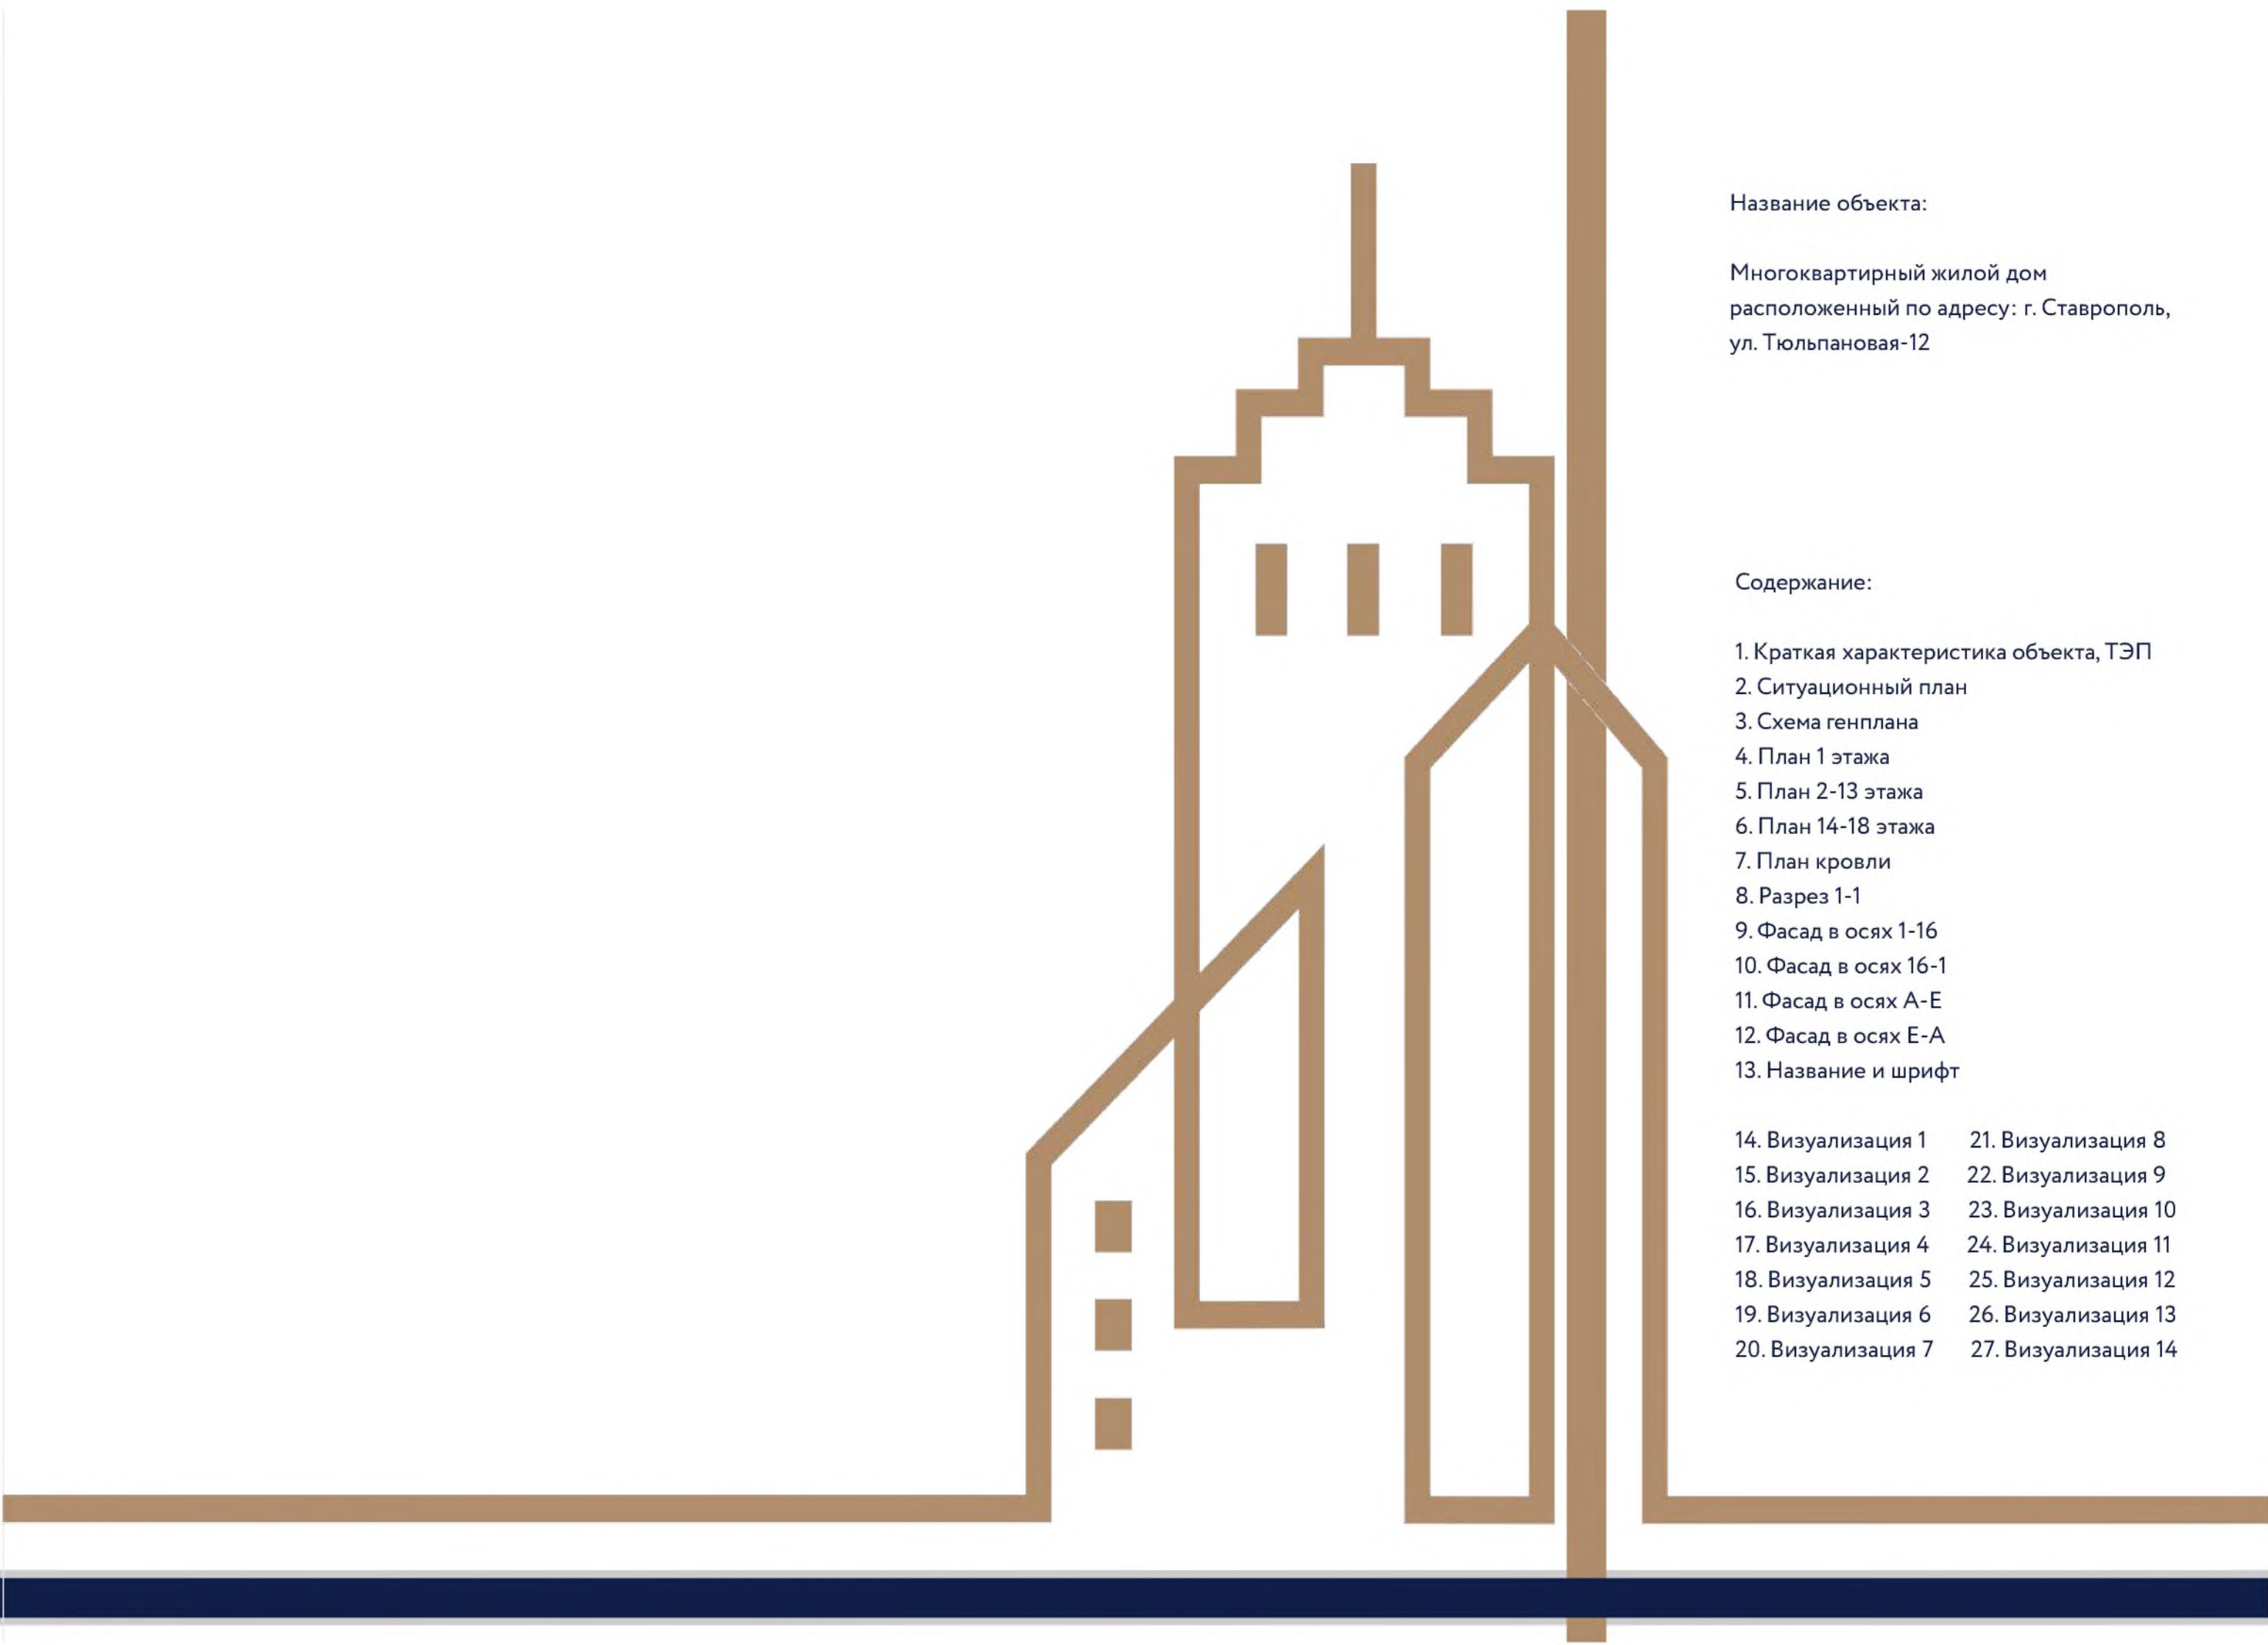 Название объекта:
Многоквартирный жилой дом
расположенный по адресу: г. Ставрополь,
ул. Тюльпановая-12
Содержание:
1. Краткая характеристика объекта, ТЭП
2. Ситуационный план
3. Схема генплана
4. План 1 этажа
5. План 2-13 этажа
6. План 14-18 этажа
7. План кровли
8. Разрез 1-1
9. Фасад в осях 1-16
10. Фасад в осях 16-1
11. Фасад в осях А-Е
12. Фасад в осях Е-А
13. Название и шрифт
14. Визуализация 1
15. Визуализация 2
16. Визуализация 3
17. Визуализация 4
18. Визуализация 5
19. Визуализация 6
20. Визуализация 7
21. Визуализация 8
22. Визуализация 9
23. Визуализация 10
24. Визуализация 11
25. Визуализация 12
26. Визуализация 13
27. Визуализация 14